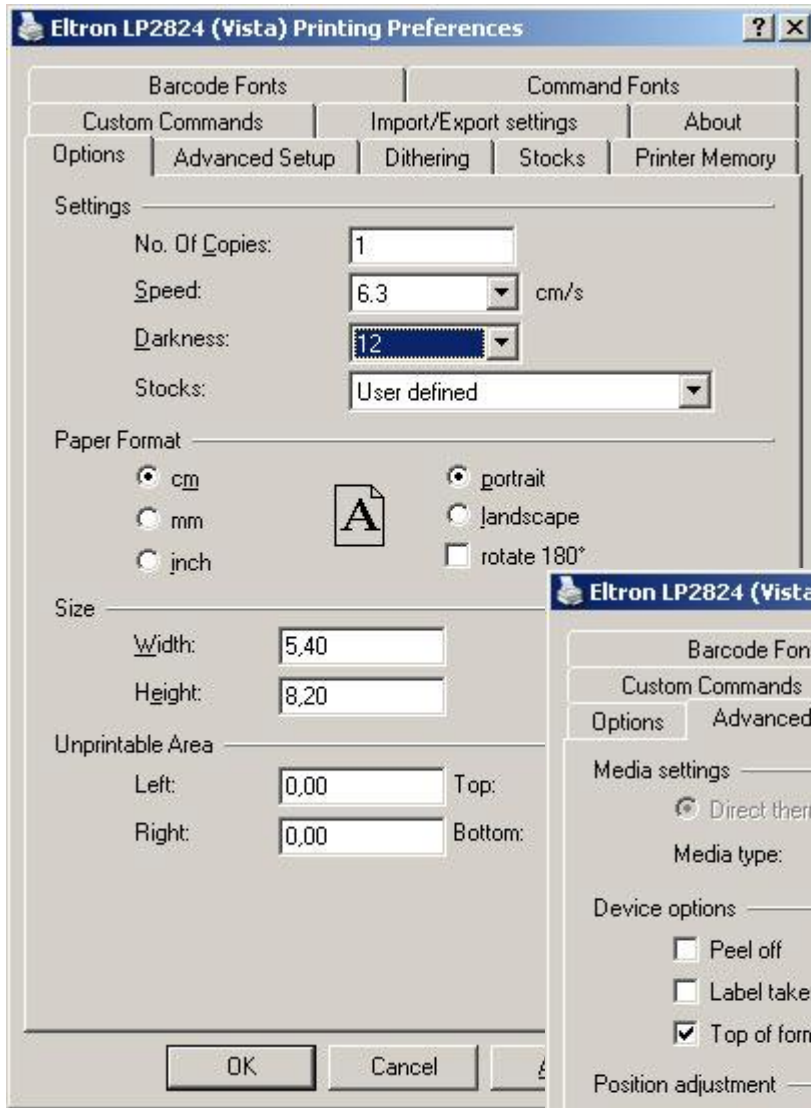 Eltron LP2824 (Vista) Printing Preferences
Barcode Fonts Command Fonts
Custom Commands Import/Export settings About
Options Advanced Setup Dithering Stocks Printer Memory
Settings
No. Of Copies: 1
Speed: 6.3 cm/s
Darkness: 12
Stocks: User defined
Paper Format
cm portrait
mm landscape
inch rotate 180°
Size
Width: 5,40
Height: 8,20
Unprintable Area
Left: 0,00 Top:
Right: 0,00 Bottom:
OK Cancel
Eltron LP2824 (Vista
Barcode Fon
Custom Commands
Options Advanced
Media settings
Direct ther
Media type:
Device options
Peel off
Label take
Top of form
Position adjustment